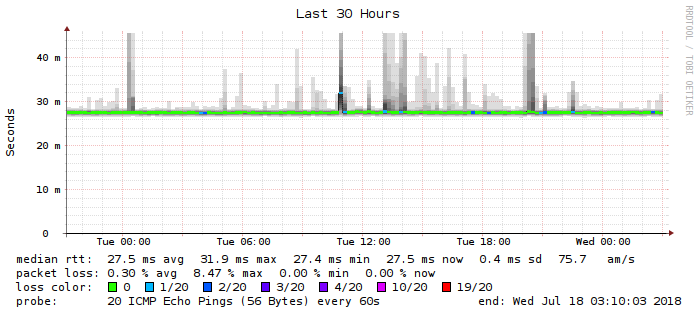 Last 30 Hours
RRDTOOL / TOBI OETIKER
Seconds
40 m
30 m
20 m
10 m
0
Tue 00:00 Tue 06:00 Tue 12:00 Tue 18:00 Wed 00:00
median rtt: 27.5 ms avg 31.9 ms max 27.4 ms min 27.5 ms now 0.4 ms sd 75.7 am/s
packet loss: 0.30 % avg 8.47 % max 0.00 % min 0.00 % now
loss color: 0 1/20 2/20 3/20 4/20 10/20 19/20
probe: 20 ICMP Echo Pings (56 Bytes) every 60s end: Wed Jul 18 03:10:03 2018